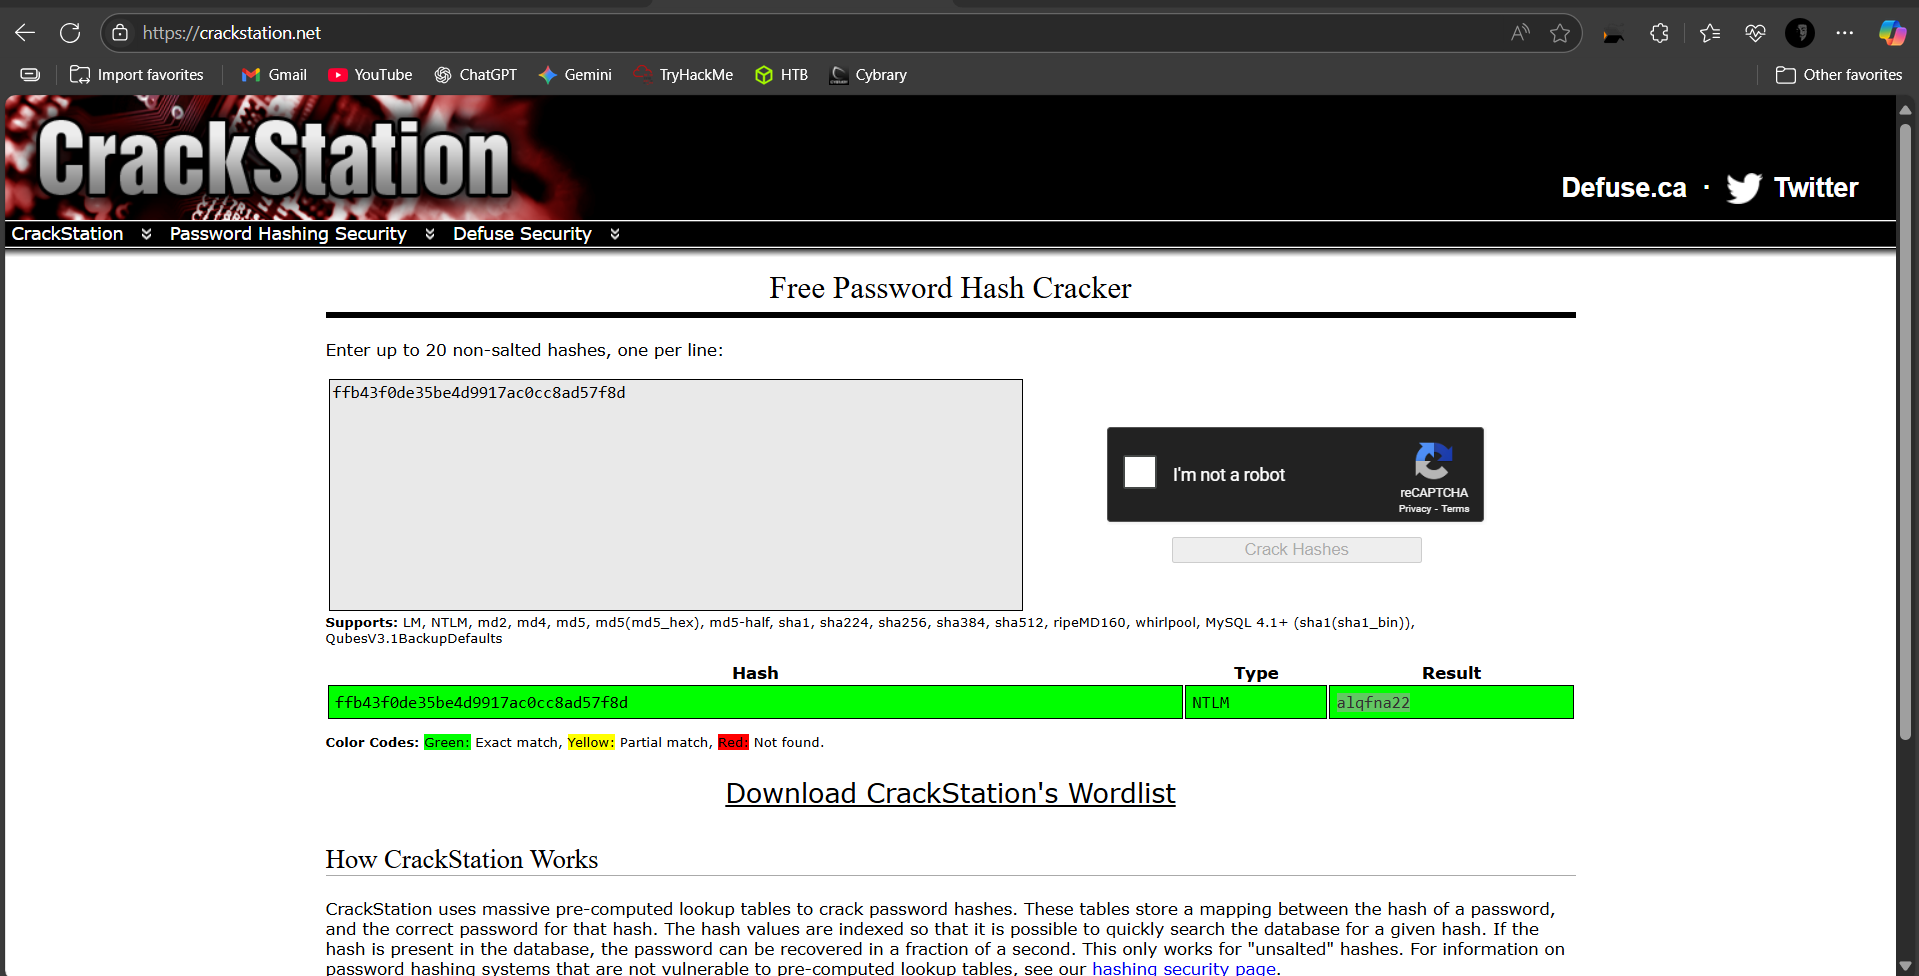 https://crackstation.net
Import favorites Gmail YouTube ChatGPT Gemini TryHackMe HTB Cybrary Other favorites
CrackStation
Defuse.ca · Twitter
CrackStation Password Hashing Security Defuse Security
Free Password Hash Cracker
Enter up to 20 non-salted hashes, one per line:
ffb43f0de35be4d9917ac0cc8ad57f8d
I'm not a robot
reCAPTCHA
Privacy - Terms
Crack Hashes
Supports: LM, NTLM, md2, md4, md5, md5(md5_hex), md5-half, sha1, sha224, sha256, sha384, sha512, ripeMD160, whirlpool, MySQL 4.1+ (sha1(sha1_bin)),
QubesV3.1BackupDefaults
Hash Type Result
ffb43f0de35be4d9917ac0cc8ad57f8d NTLM alqfna22
Color Codes: Green: Exact match, Yellow: Partial match, Red: Not found.
Download CrackStation's Wordlist
How CrackStation Works
CrackStation uses massive pre-computed lookup tables to crack password hashes. These tables store a mapping between the hash of a password,
and the correct password for that hash. The hash values are indexed so that it is possible to quickly search the database for a given hash. If the
hash is present in the database, the password can be recovered in a fraction of a second. This only works for "unsalted" hashes. For information on
password hashing systems that are not vulnerable to pre-computed lookup tables, see our hashing security page.